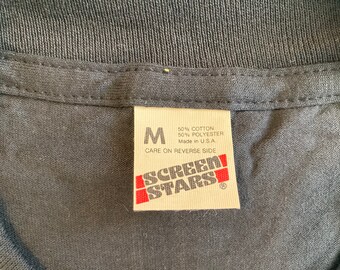 M
50% COTTON
50% POLYESTER
Made in U.S.A.
CARE ON REVERSE SIDE
SCREEN
STARS®